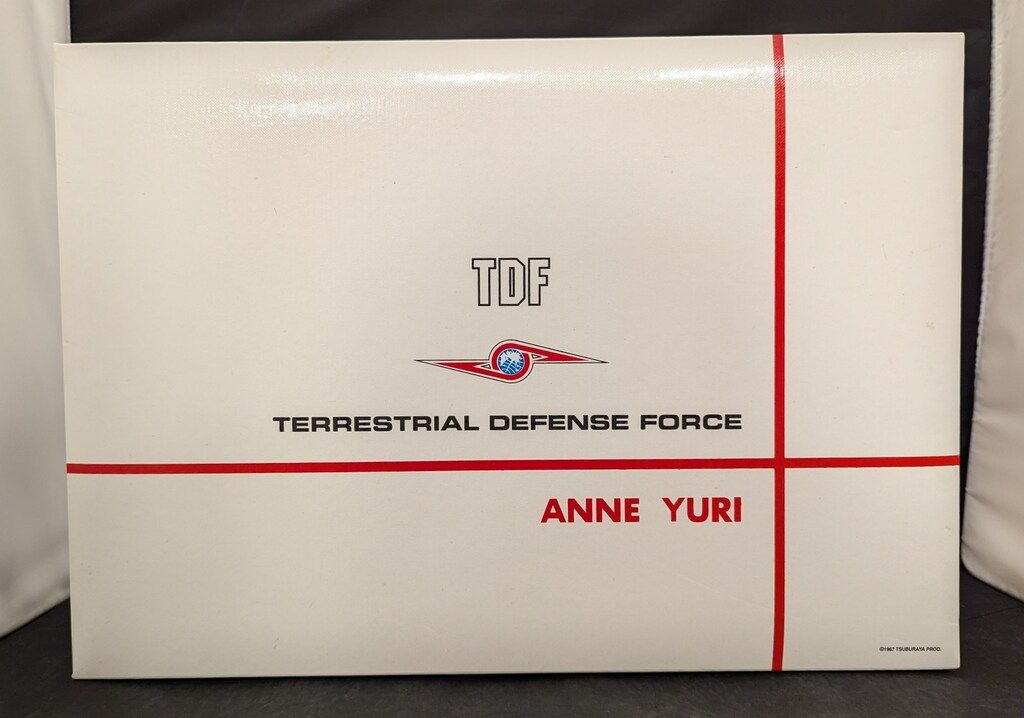 TDF
TERRESTRIAL DEFENSE FORCE
ANNE YURI
©1967 TSUBURAYA PROD.